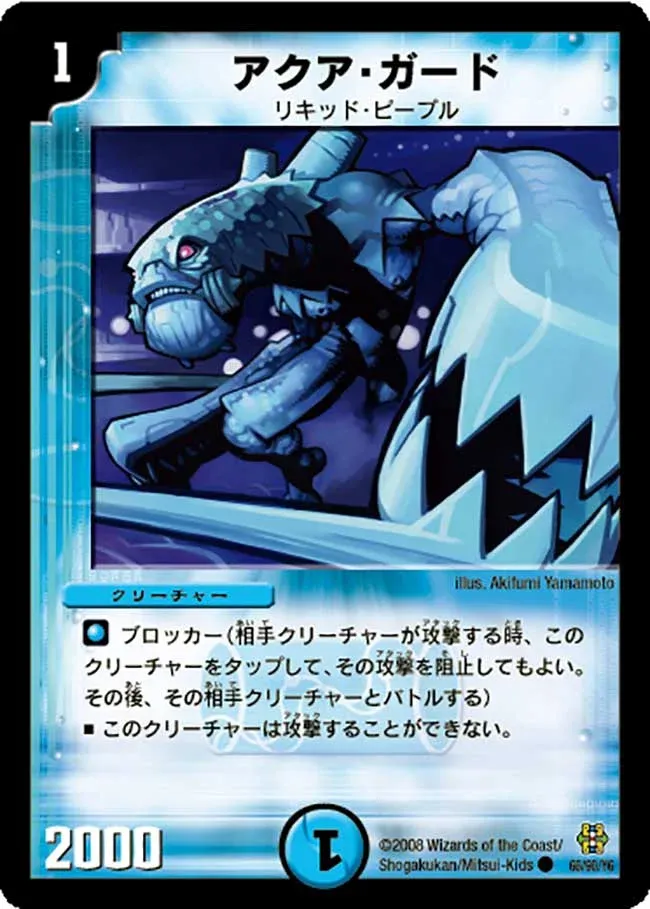 1
アクア・ガード
リキッド・ピープル
illus. Akifumi Yamamoto
クリーチャー
ブロッカー(相手クリーチャーが攻撃する時、この
クリーチャーをタップして、その攻撃を阻止してもよい。
その後、その相手クリーチャーとバトルする)
■ このクリーチャーは攻撃することができない。
2000
1
©2008 Wizards of the Coast/
Shogakukan/Mitsui-Kids